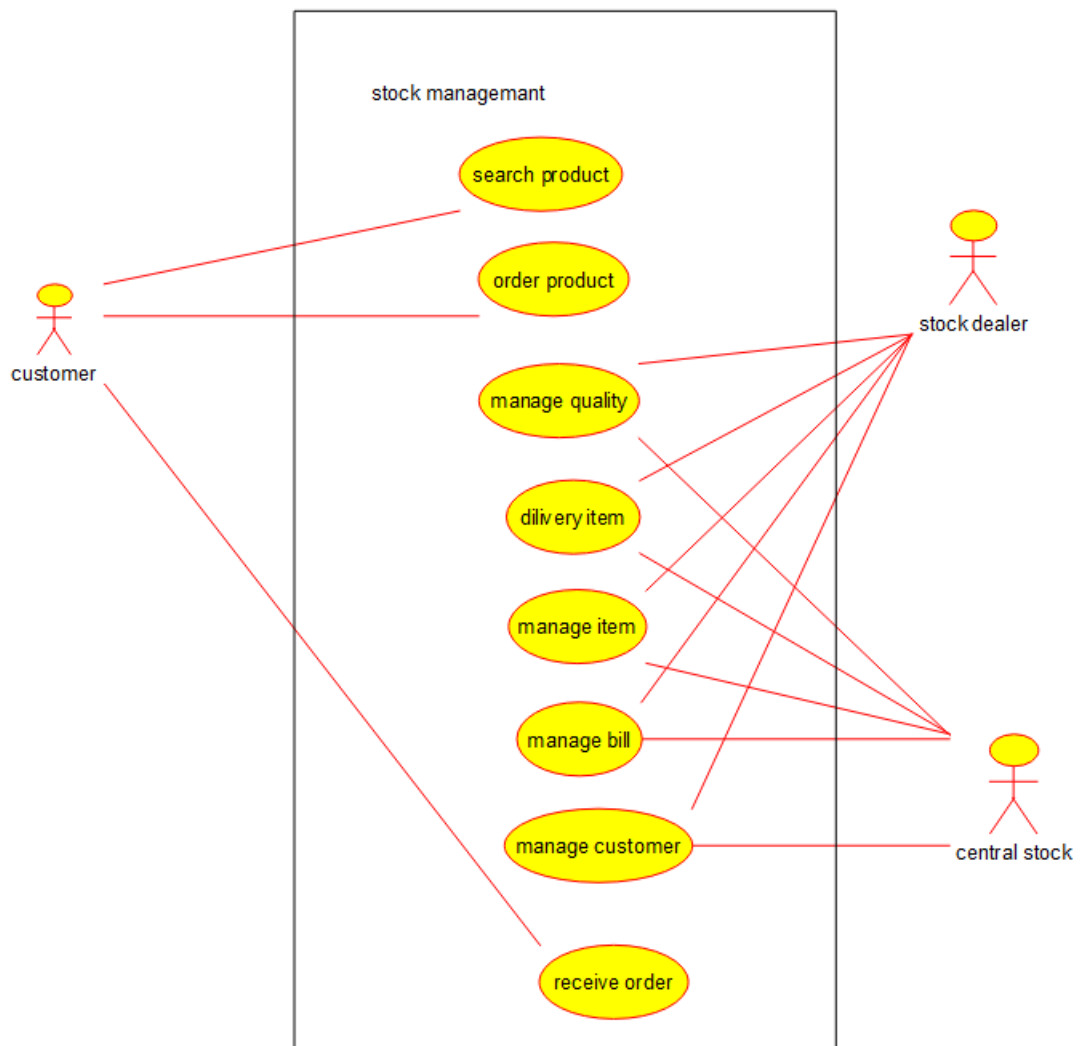 stock managemant
search product
order product
customer
stock dealer
manage quality
dilivery item
manage item
manage bill
manage customer
central stock
receive order